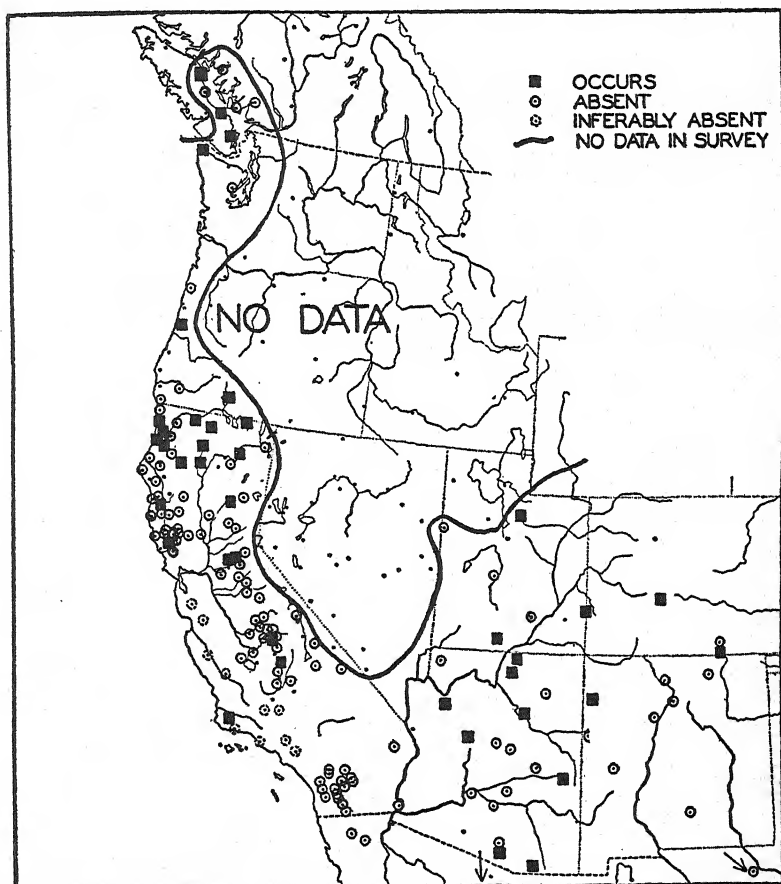 OCCURS
ABSENT
INFERABLY ABSENT
NO DATA IN SURVEY
NO DATA